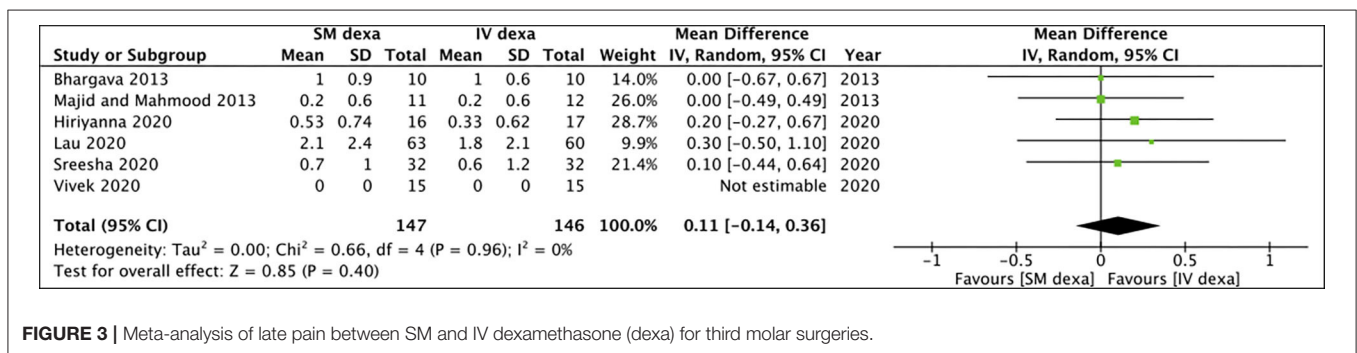 SM dexa IV dexa Mean Difference Mean Difference
Study or Subgroup Mean SD Total Mean SD Total Weight IV, Random, 95% CI Year IV, Random, 95% CI
Bhargava 2013 1 0.9 10 1 0.6 10 14.0% 0.00 [-0.67, 0.67] 2013
Majid and Mahmood 2013 0.2 0.6 11 0.2 0.6 12 26.0% 0.00 [-0.49, 0.49] 2013
Hiriyanna 2020 0.53 0.74 16 0.33 0.62 17 28.7% 0.20 [-0.27, 0.67] 2020
Lau 2020 2.1 2.4 63 1.8 2.1 60 9.9% 0.30 [-0.50, 1.10] 2020
Sreesha 2020 0.7 1 32 0.6 1.2 32 21.4% 0.10 [-0.44, 0.64] 2020
Vivek 2020 0 0 15 0 0 15 Not estimable 2020
Total (95% CI) 147 146 100.0% 0.11 [-0.14, 0.36]
Heterogeneity: Tau² = 0.00; Chi² = 0.66, df = 4 (P = 0.96); I² = 0%
Test for overall effect: Z = 0.85 (P = 0.40)
-1 -0.5 0 0.5 1
Favours [SM dexa] Favours [IV dexa]
FIGURE 3 | Meta-analysis of late pain between SM and IV dexamethasone (dexa) for third molar surgeries.